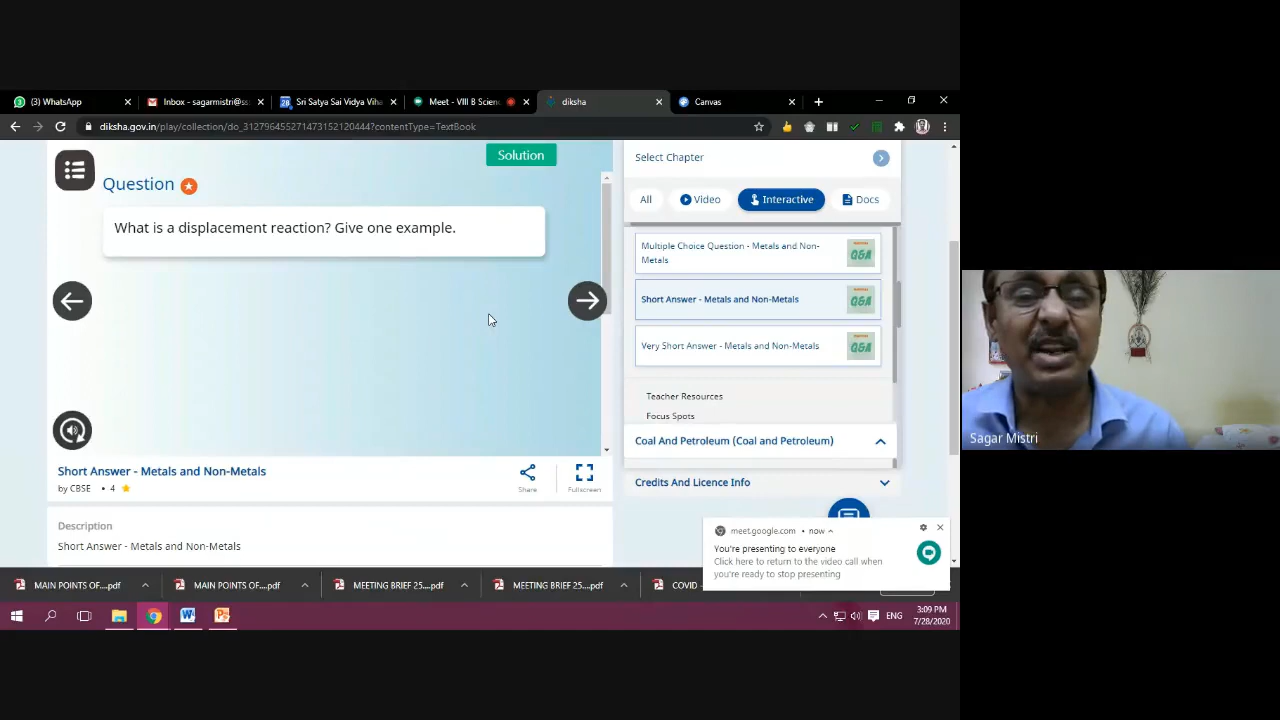 (3) WhatsApp
Inbox - sagarmistri@ss
Sri Satya Sai Vidya Viha
Meet - VIII B Scienc
diksha
Canvas
diksha.gov.in/play/collection/do_31279645527147315212​0444?contentType=TextBook
Solution
Question
What is a displacement reaction? Give one example.
Select Chapter
All
Video
Interactive
Docs
Multiple Choice Question - Metals and Non-
Metals
Q&A
Short Answer - Metals and Non-Metals
Q&A
Very Short Answer - Metals and Non-Metals
Q&A
Teacher Resources
Focus Spots
Coal And Petroleum (Coal and Petroleum)
Credits And Licence Info
Short Answer - Metals and Non-Metals
by CBSE • 4
Share
Fullscreen
Description
Short Answer - Metals and Non-Metals
meet.google.com • now
You're presenting to everyone
Click here to return to the video call when
you're ready to stop presenting
MAIN POINTS OF....pdf
MAIN POINTS OF....pdf
MEETING BRIEF 25....pdf
MEETING BRIEF 25....pdf
COVID
ENG
3:09 PM
7/28/2020
Sagar Mistri